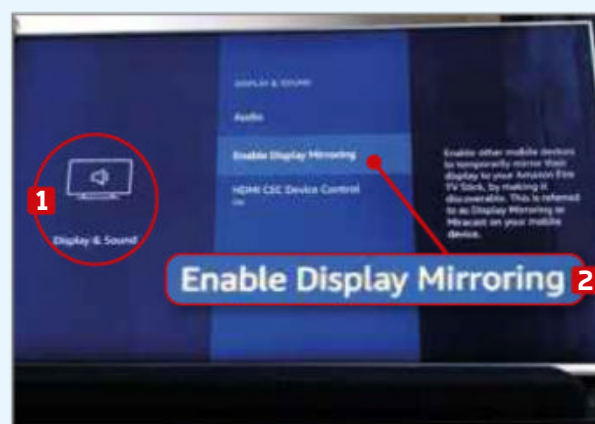 DISPLAY & SOUND
Audio
Enable Display Mirroring
HDMI CEC Device Control
ON
1
Display & Sound
Enable other mobile devices
to temporarily mirror their
display to your Amazon Fire
TV Stick, by making it
discoverable. This is referred
to as Display Mirroring or
Miracast on your mobile
device.
Enable Display Mirroring 2